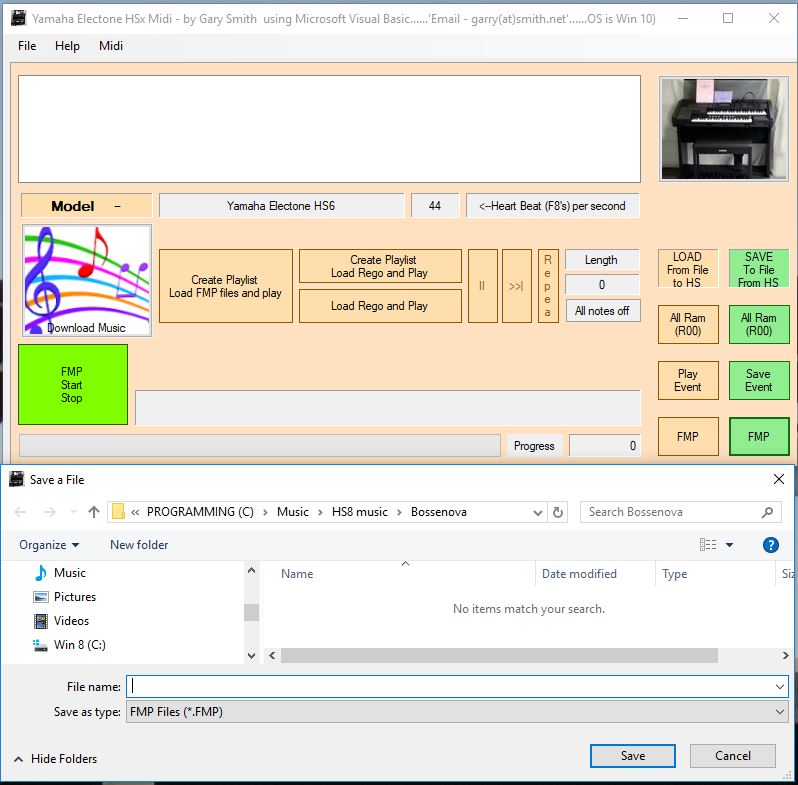 Yamaha Electone HSx Midi - by Gary Smith  using Microsoft Visual Basic......'Email - garry(at)smith.net'......OS is Win 10)
File Help Midi
Model -
Yamaha Electone HS6
44
<--Heart Beat (F8's) per second
Download Music
Create Playlist
Load FMP files and play
Create Playlist
Load Rego and Play
Load Rego and Play
II
>>|
R
e
p
e
a
Length
0
All notes off
LOAD
From File
to HS
SAVE
To File
From HS
All Ram
(R00)
All Ram
(R00)
Play
Event
Save
Event
FMP
FMP
FMP
Start
Stop
Progress
0
Save a File
« PROGRAMMING (C) > Music > HS8 music > Bossenova
Search Bossenova
Organize
New folder
Music
Pictures
Videos
Win 8 (C:)
Name
Date modified
Type
Siz
No items match your search.
File name:
Save as type: FMP Files (*.FMP)
Hide Folders
Save
Cancel